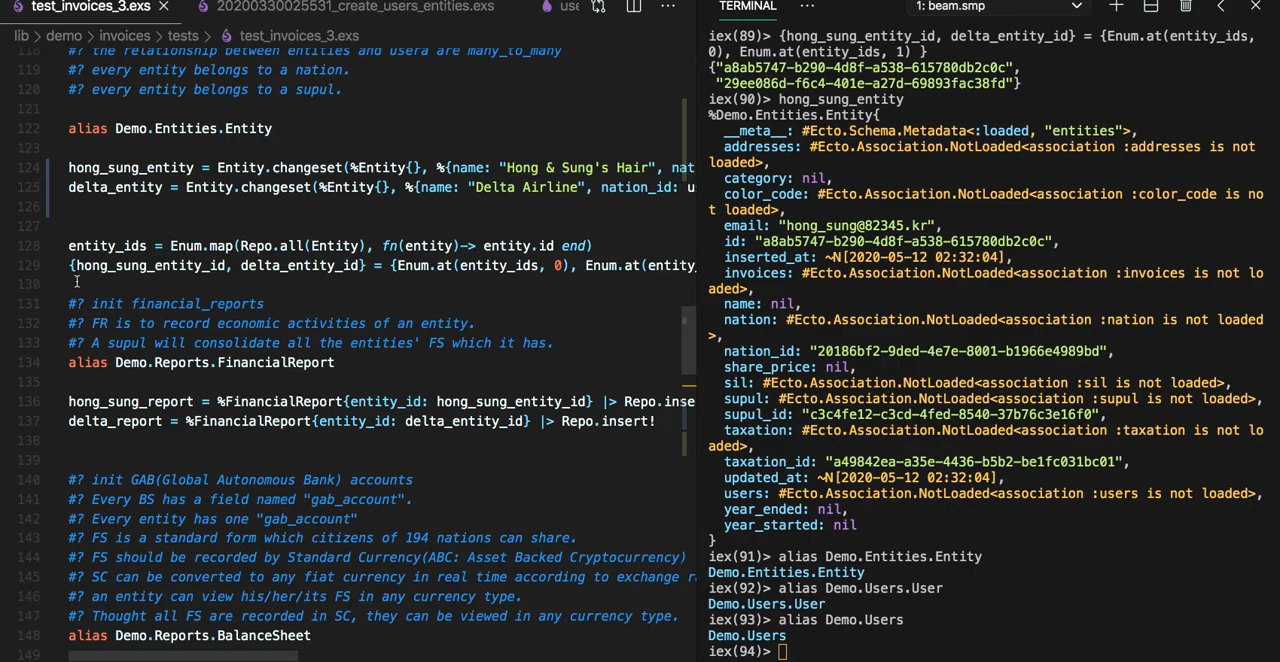 test_invoices_3.exs
20200330025531_create_users_entities.exs
use
lib > demo > invoices > tests > test_invoices_3.exs
118 #? the relationship between entities and usera are many_to_many
119 #? every entity belongs to a nation.
120 #? every entity belongs to a supul.
121
122 alias Demo.Entities.Entity
123
124 hong_sung_entity = Entity.changeset(%Entity{}, %{name: "Hong & Sung's Hair", nat
125 delta_entity = Entity.changeset(%Entity{}, %{name: "Delta Airline", nation_id: u
126
127
128 entity_ids = Enum.map(Repo.all(Entity), fn(entity)-> entity.id end)
129 {hong_sung_entity_id, delta_entity_id} = {Enum.at(entity_ids, 0), Enum.at(entity_
130
131 #? init financial_reports
132 #? FR is to record economic activities of an entity.
133 #? A supul will consolidate all the entities' FS which it has.
134 alias Demo.Reports.FinancialReport
135
136 hong_sung_report = %FinancialReport{entity_id: hong_sung_entity_id} |> Repo.inse
137 delta_report = %FinancialReport{entity_id: delta_entity_id} |> Repo.insert!
138
139
140 #? init GAB(Global Autonomous Bank) accounts
141 #? Every BS has a field named "gab_account".
142 #? Every entity has one "gab_account"
143 #? FS is a standard form which citizens of 194 nations can share.
144 #? FS should be recorded by Standard Currency(ABC: Asset Backed Cryptocurrency)
145 #? SC can be converted to any fiat currency in real time according to exchange r
146 #? an entity can view his/her/its FS in any currency type.
147 #? Thought all FS are recorded in SC, they can be viewed in any currency type.
148 alias Demo.Reports.BalanceSheet
149
TERMINAL
1: beam.smp
iex(89)> {hong_sung_entity_id, delta_entity_id} = {Enum.at(entity_ids,
0), Enum.at(entity_ids, 1) }
{"a8ab5747-b290-4d8f-a538-615780db2c0c",
"29ee086d-f6c4-401e-a27d-69893fac38fd"}
iex(90)> hong_sung_entity
%Demo.Entities.Entity{
__meta__: #Ecto.Schema.Metadata<:loaded, "entities">,
addresses: #Ecto.Association.NotLoaded<association :addresses is not
loaded>,
category: nil,
color_code: #Ecto.Association.NotLoaded<association :color_code is no
t loaded>,
email: "hong_sung@82345.kr",
id: "a8ab5747-b290-4d8f-a538-615780db2c0c",
inserted_at: ~N[2020-05-12 02:32:04],
invoices: #Ecto.Association.NotLoaded<association :invoices is not lo
aded>,
name: nil,
nation: #Ecto.Association.NotLoaded<association :nation is not loaded
>,
nation_id: "20186bf2-9ded-4e7e-8001-b1966e4989bd",
share_price: nil,
sil: #Ecto.Association.NotLoaded<association :sil is not loaded>,
supul: #Ecto.Association.NotLoaded<association :supul is not loaded>,
supul_id: "c3c4fe12-c3cd-4fed-8540-37b76c3e16f0",
taxation: #Ecto.Association.NotLoaded<association :taxation is not lo
aded>,
taxation_id: "a49842ea-a35e-4436-b5b2-be1fc031bc01",
updated_at: ~N[2020-05-12 02:32:04],
users: #Ecto.Association.NotLoaded<association :users is not loaded>,
year_ended: nil,
year_started: nil
}
iex(91)> alias Demo.Entities.Entity
Demo.Entities.Entity
iex(92)> alias Demo.Users.User
Demo.Users.User
iex(93)> alias Demo.Users
Demo.Users
iex(94)>